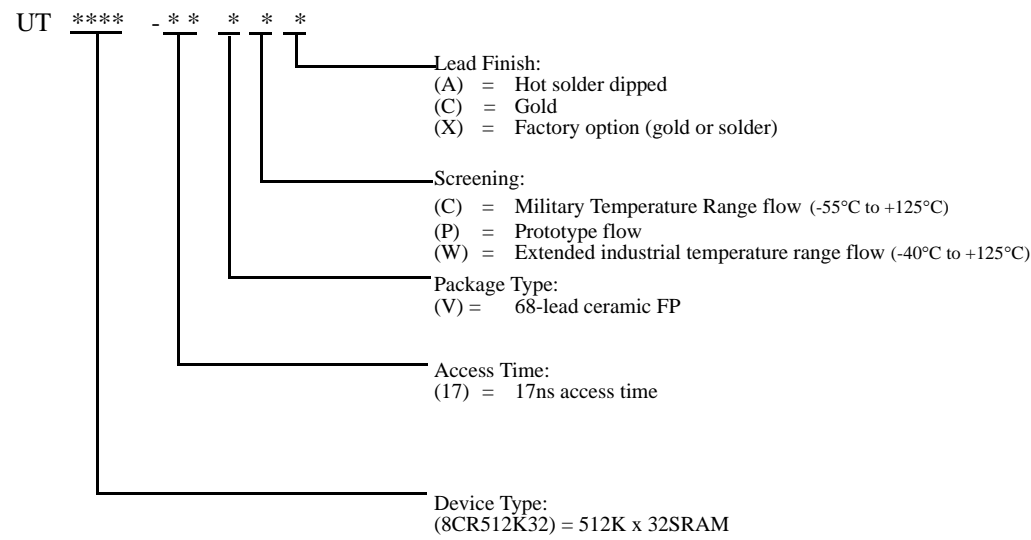 UT **** - * * * * *
Lead Finish:
(A) = Hot solder dipped
(C) = Gold
(X) = Factory option (gold or solder)
Screening:
(C) = Military Temperature Range flow (-55°C to +125°C)
(P) = Prototype flow
(W) = Extended industrial temperature range flow (-40°C to +125°C)
Package Type:
(V) = 68-lead ceramic FP
Access Time:
(17) = 17ns access time
Device Type:
(8CR512K32) = 512K x 32SRAM